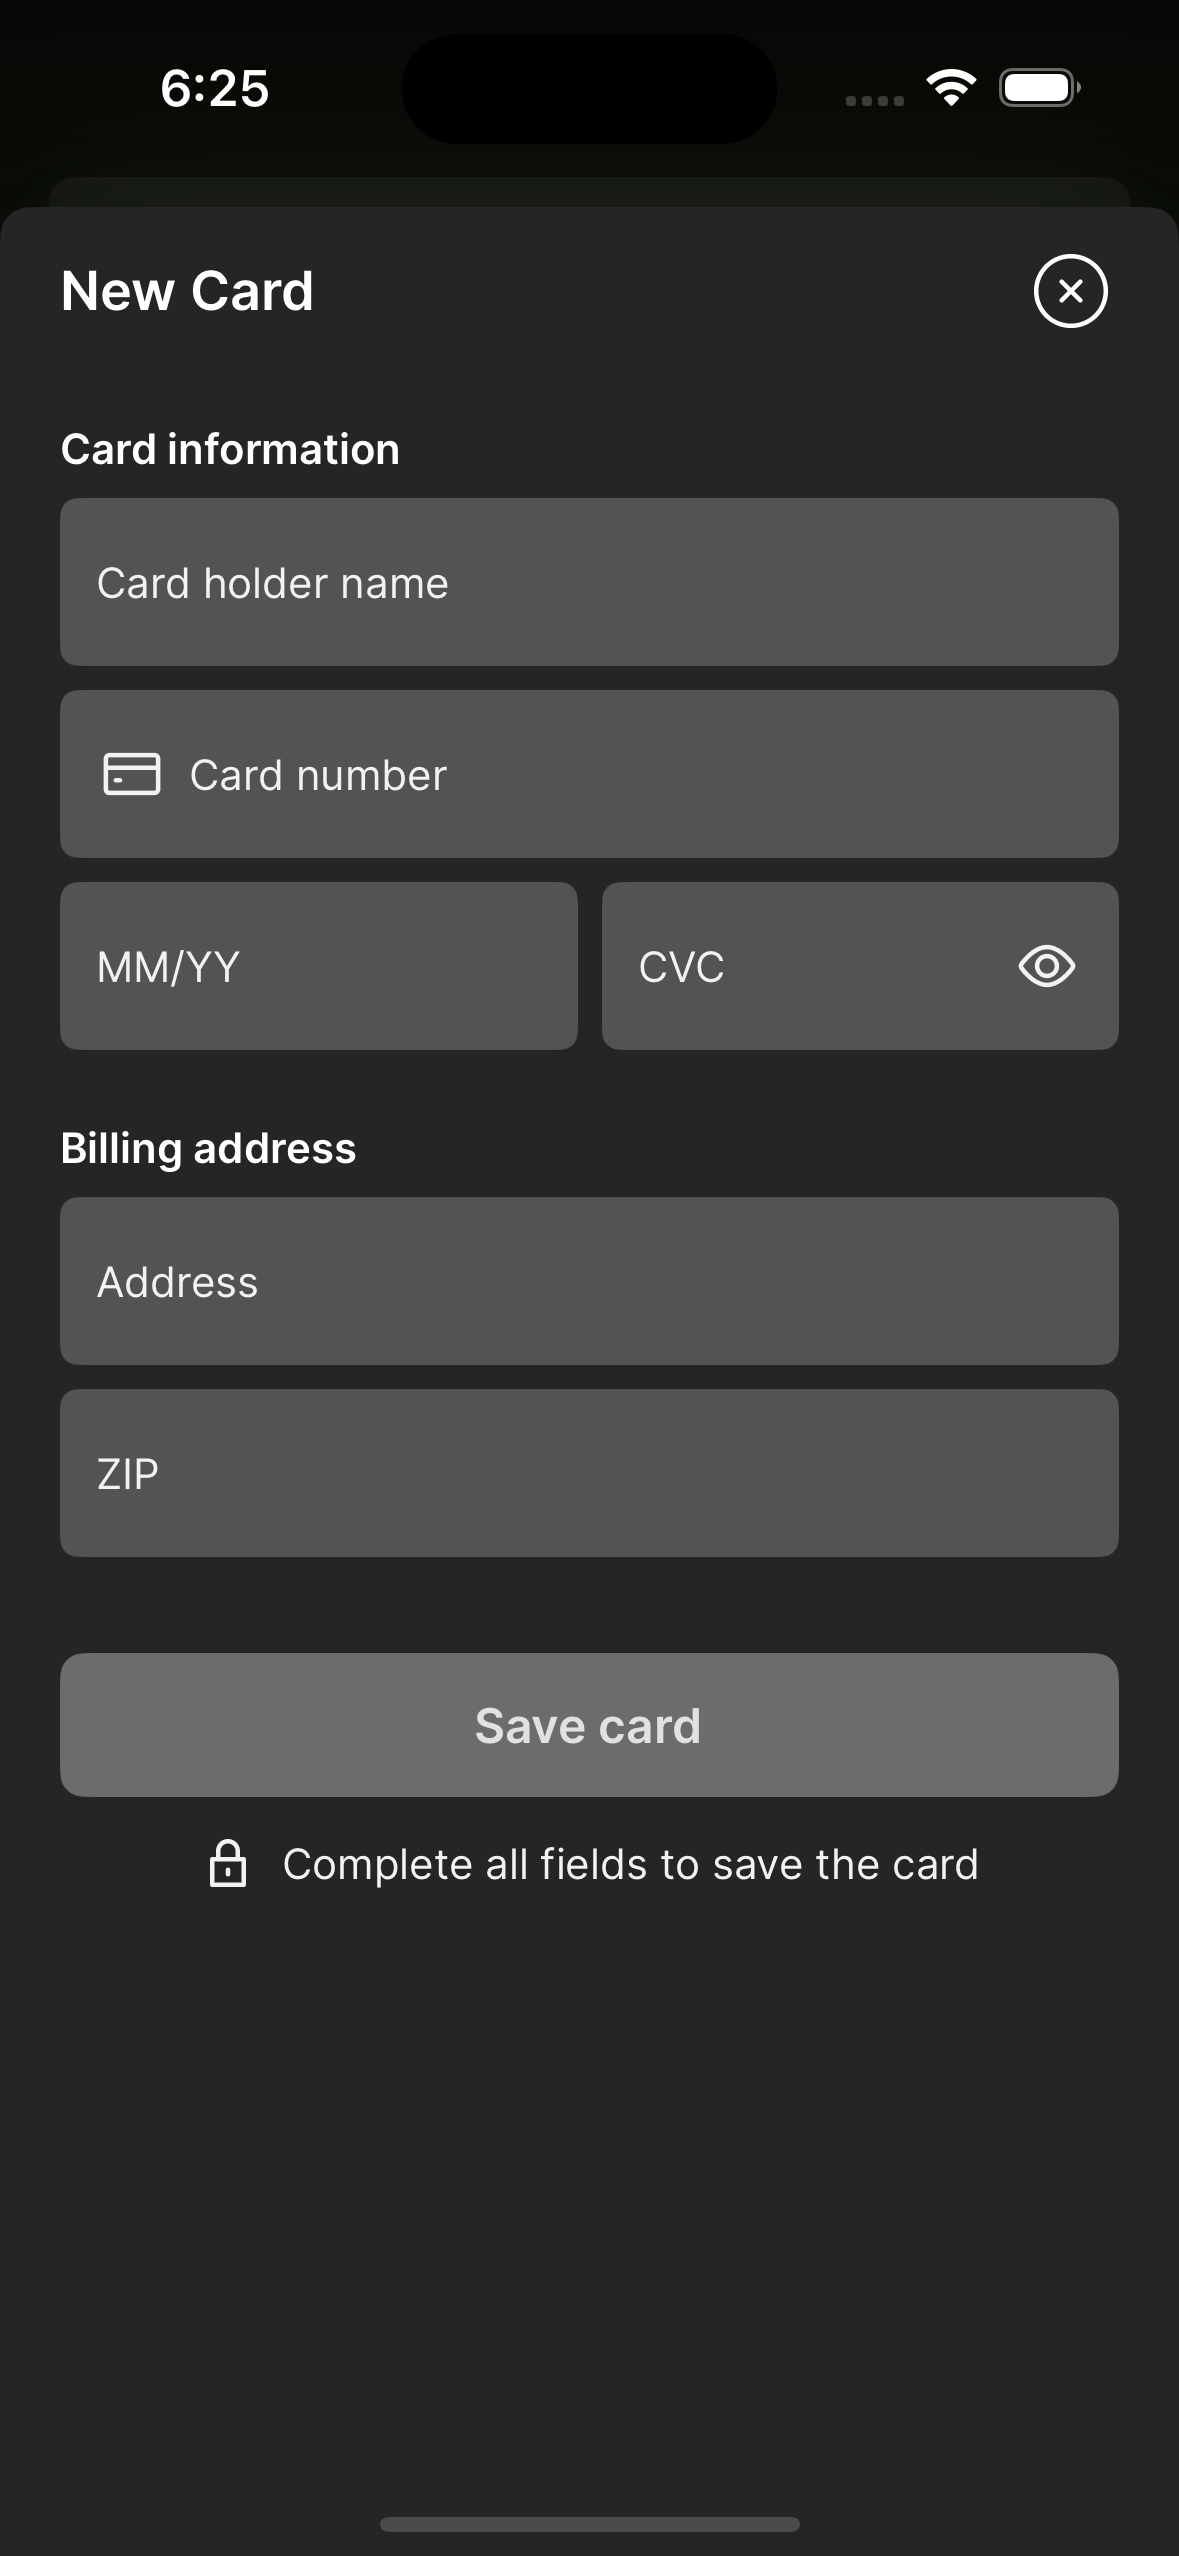 6:25
New Card
Card information
Card holder name
Card number
MM/YY
CVC
Billing address
Address
ZIP
Save card
Complete all fields to save the card